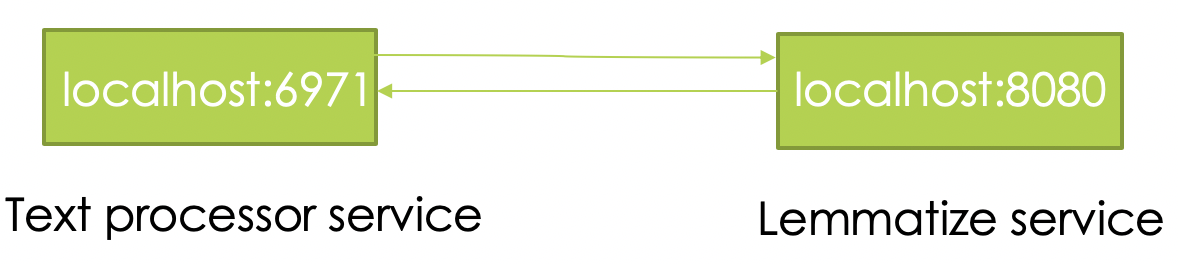 localhost:6971
localhost:8080
Text processor service
Lemmatize service